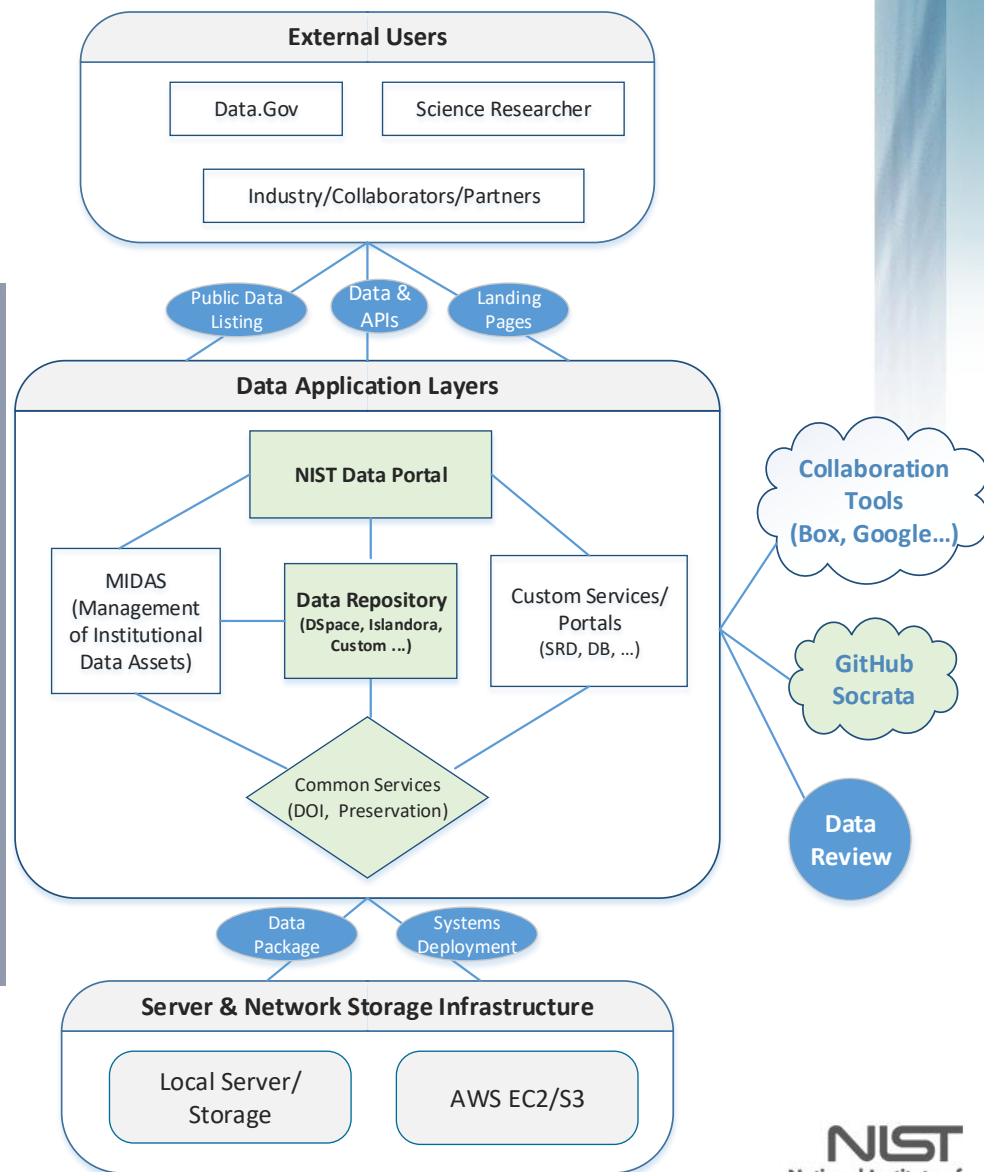 External Users
Data.Gov
Science Researcher
Industry/Collaborators/Partners
Public Data
Listing
Data &
APIs
Landing
Pages
Data Application Layers
NIST Data Portal
MIDAS
(Management
of Institutional
Data Assets)
Data Repository
(DSpace, Islandora,
Custom ...)
Custom Services/
Portals
(SRD, DB, ...)
Common Services
(DOI, Preservation)
Collaboration
Tools
(Box, Google...)
GitHub
Socrata
Data
Review
Data
Package
Systems
Deployment
Server & Network Storage Infrastructure
Local Server/
Storage
AWS EC2/S3
NIST